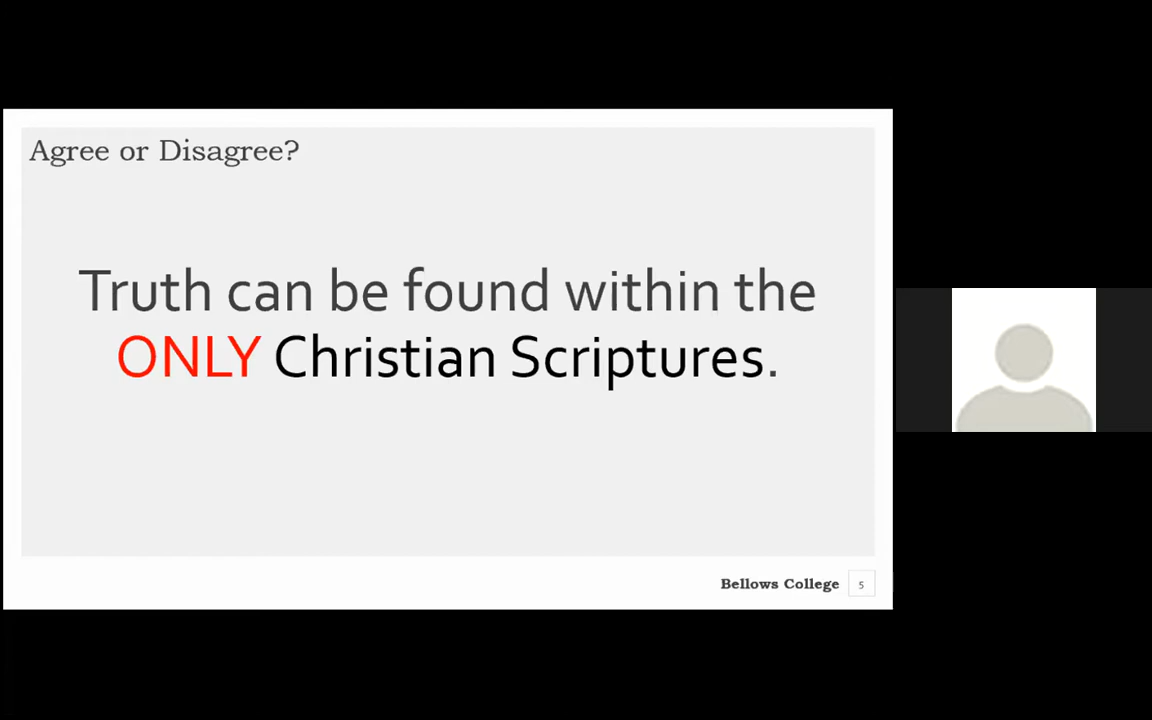 Agree or Disagree?
Truth can be found within the
ONLY Christian Scriptures.
Bellows College 5